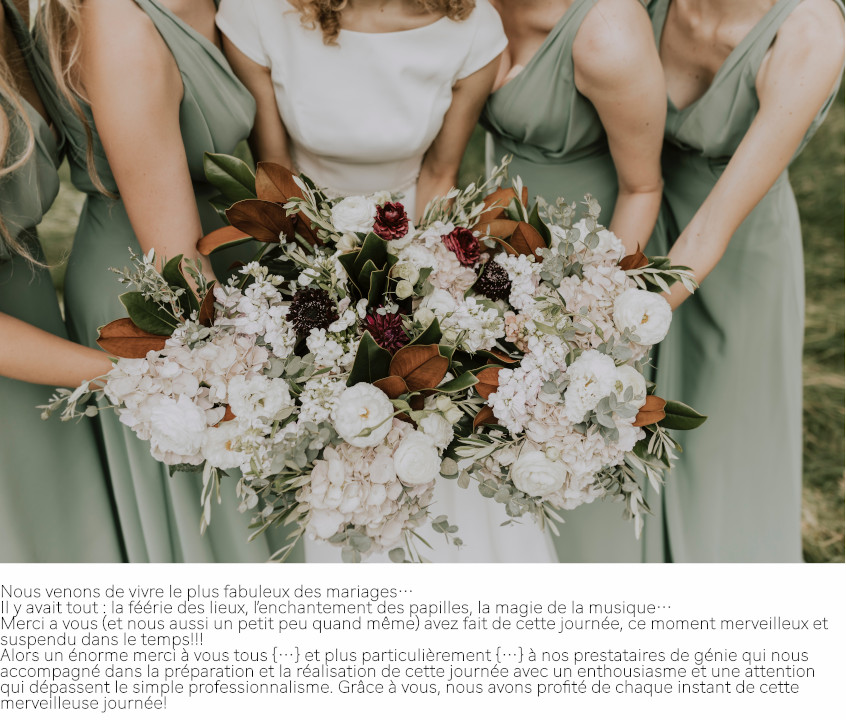 Nous venons de vivre le plus fabuleux des mariages…
Il y avait tout : la féérie des lieux, l'enchantement des papilles, la magie de la musique…
Merci a vous (et nous aussi un petit peu quand même) avez fait de cette journée, ce moment merveilleux et
suspendu dans le temps!!!
Alors un énorme merci à vous tous {…} et plus particulièrement {…} à nos prestataires de génie qui nous
accompagné dans la préparation et la réalisation de cette journée avec un enthousiasme et une attention
qui dépassent le simple professionnalisme. Grâce à vous, nous avons profité de chaque instant de cette
merveilleuse journée!